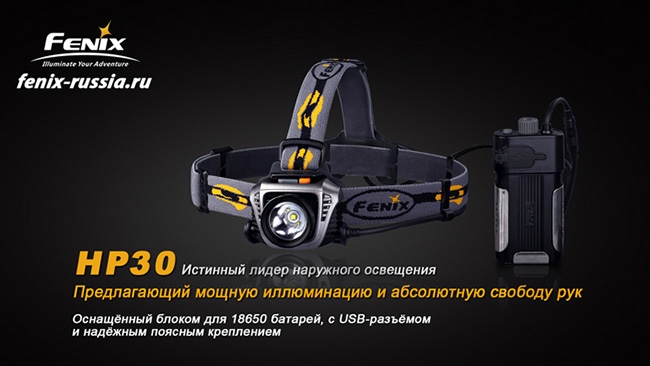 FENIX
Illuminate Your Adventure
fenix-russia.ru
FENIX
HP30 Истинный лидер наружного освещения
Предлагающий мощную иллюминацию и абсолютную свободу рук
Оснащённый блоком для 18650 батарей, с USB-разъёмом
и надёжным поясным креплением